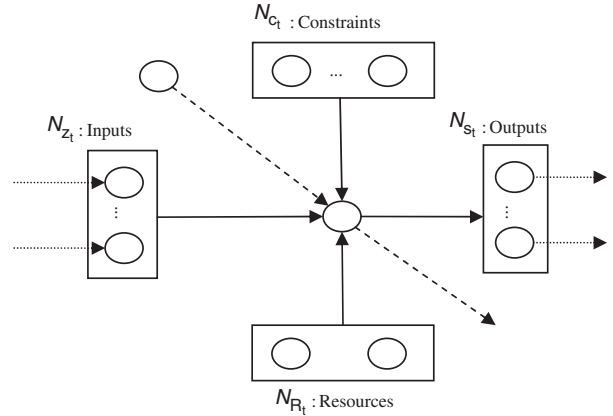 N_{c_t} : Constraints
...
N_{z_t} : Inputs
N_{s_t} : Outputs
...
...
N_{R_t} : Resources